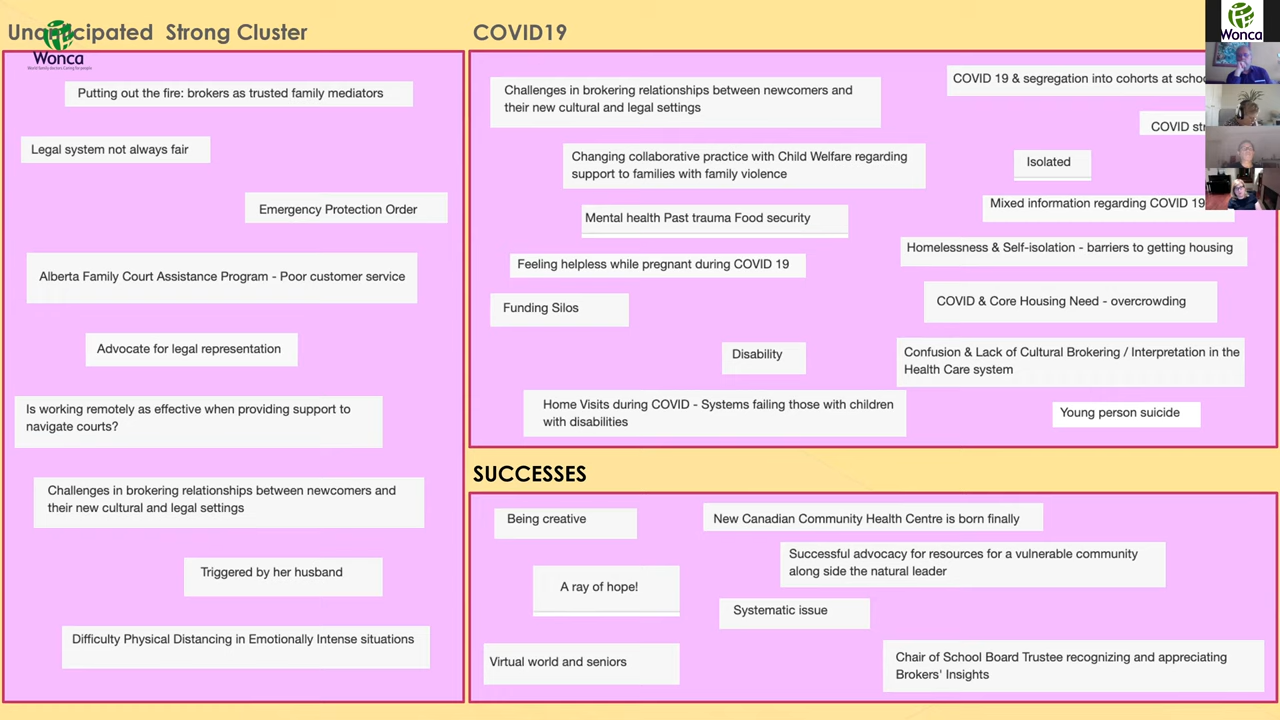 Unanticipated Strong Cluster
Wonca
World family doctors. Caring for people.
Putting out the fire: brokers as trusted family mediators
Legal system not always fair
Emergency Protection Order
Alberta Family Court Assistance Program - Poor customer service
Advocate for legal representation
Is working remotely as effective when providing support to
navigate courts?
Challenges in brokering relationships between newcomers and
their new cultural and legal settings
Triggered by her husband
Difficulty Physical Distancing in Emotionally Intense situations
COVID19
Challenges in brokering relationships between newcomers and
their new cultural and legal settings
Changing collaborative practice with Child Welfare regarding
support to families with family violence
Mental health Past trauma Food security
Feeling helpless while pregnant during COVID 19
Funding Silos
Disability
Home Visits during COVID - Systems failing those with children
with disabilities
COVID 19 & segregation into cohorts at
COVID
Isolated
Mixed information regarding COVID 19
Homelessness & Self-isolation - barriers to getting housing
COVID & Core Housing Need - overcrowding
Confusion & Lack of Cultural Brokering / Interpretation in the
Health Care system
Young person suicide
SUCCESSES
Being creative
New Canadian Community Health Centre is born finally
Successful advocacy for resources for a vulnerable community
along side the natural leader
A ray of hope!
Systematic issue
Virtual world and seniors
Chair of School Board Trustee recognizing and appreciating
Brokers' Insights
Wonca